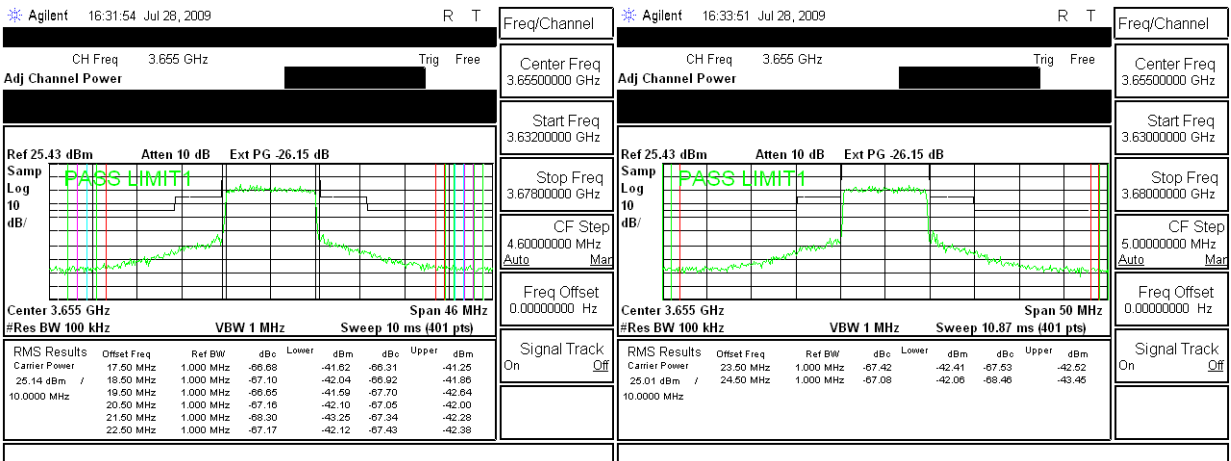 Agilent 16:31:54 Jul 28, 2009 R T
Freq/Channel
CH Freq 3.655 GHz Trig Free
Adj Channel Power
Center Freq
3.65500000 GHz
Start Freq
3.63200000 GHz
Ref 25.43 dBm Atten 10 dB Ext PG -26.15 dB
Samp
Log
10
dB/
PASS LIMIT1
Stop Freq
3.67800000 GHz
CF Step
4.60000000 MHz
Auto Man
Freq Offset
0.00000000 Hz
Center 3.655 GHz Span 46 MHz
#Res BW 100 kHz VBW 1 MHz Sweep 10 ms (401 pts)
Signal Track
On Off
RMS Results Offset Freq Ref BW dBc Lower dBm dBc Upper dBm
Carrier Power 17.50 MHz 1.000 MHz -66.68 -41.62 -66.31 -41.25
25.14 dBm / 18.50 MHz 1.000 MHz -67.10 -42.04 -66.92 -41.86
10.0000 MHz 19.50 MHz 1.000 MHz -66.65 -41.59 -67.70 -42.64
20.50 MHz 1.000 MHz -67.16 -42.10 -67.05 -42.00
21.50 MHz 1.000 MHz -68.30 -43.25 -67.34 -42.28
22.50 MHz 1.000 MHz -67.17 -42.12 -67.43 -42.38
Agilent 16:33:51 Jul 28, 2009 R T
Freq/Channel
CH Freq 3.655 GHz Trig Free
Adj Channel Power
Center Freq
3.65500000 GHz
Start Freq
3.63000000 GHz
Ref 25.43 dBm Atten 10 dB Ext PG -26.15 dB
Samp
Log
10
dB/
PASS LIMIT1
Stop Freq
3.68000000 GHz
CF Step
5.00000000 MHz
Auto Man
Freq Offset
0.00000000 Hz
Center 3.655 GHz Span 50 MHz
#Res BW 100 kHz VBW 1 MHz Sweep 10.87 ms (401 pts)
Signal Track
On Off
RMS Results Offset Freq Ref BW dBc Lower dBm dBc Upper dBm
Carrier Power 23.50 MHz 1.000 MHz -67.42 -42.41 -67.53 -42.52
25.01 dBm / 24.50 MHz 1.000 MHz -67.08 -42.06 -68.46 -43.45
10.0000 MHz